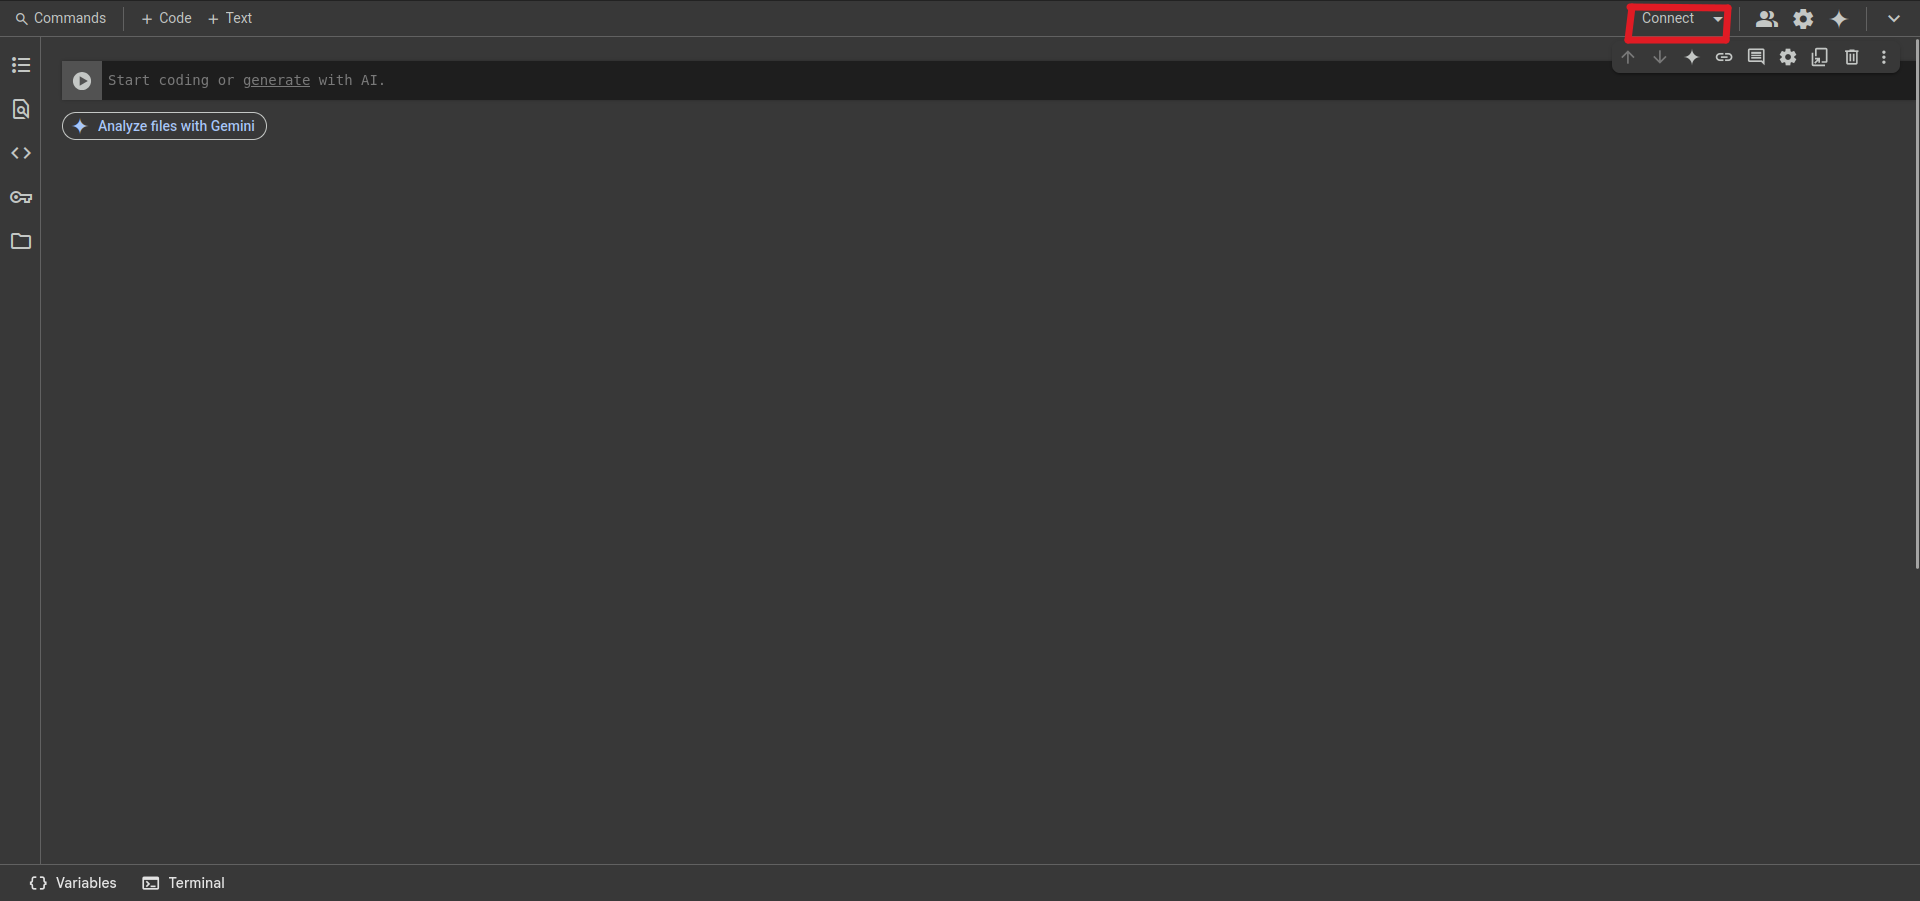 Commands
Code
Text
Connect
Start coding or generate with AI.
Analyze files with Gemini
Variables
Terminal